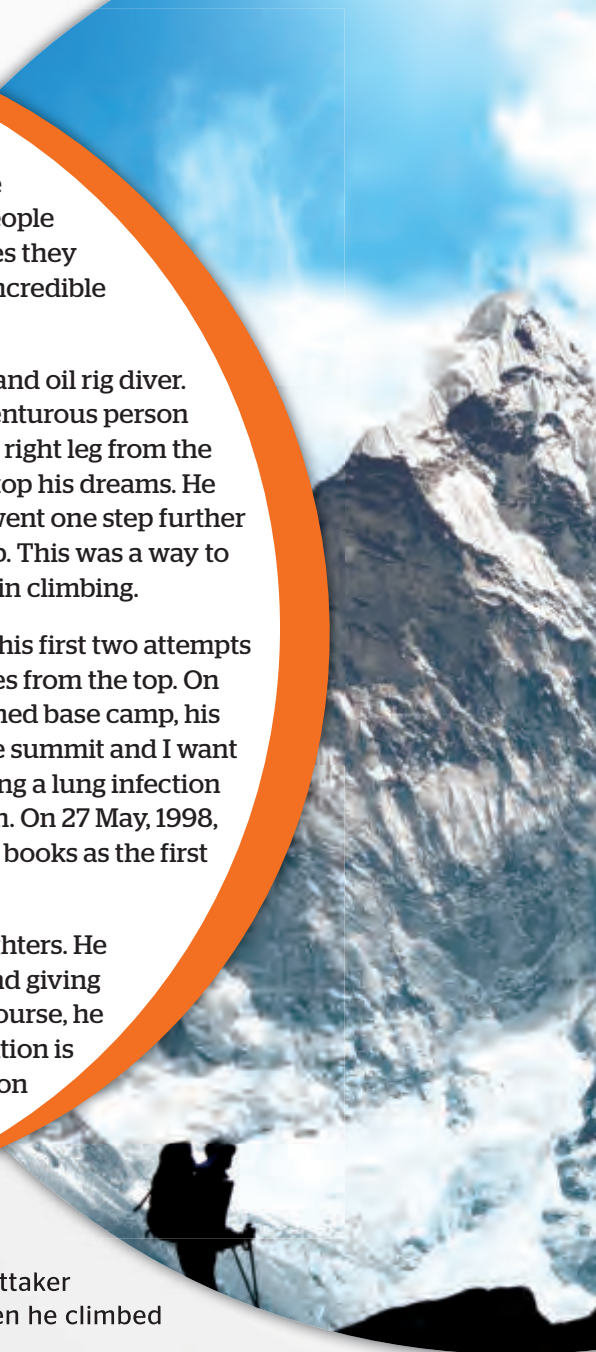 eople
es they
ncredible
and oil rig diver.
enturous person
right leg from the
top his dreams. He
went one step further
o. This was a way to
in climbing.
his first two attempts
es from the top. On
ned base camp, his
e summit and I want
ng a lung infection
n. On 27 May, 1998,
books as the first
ghters. He
nd giving
ourse, he
tion is
on
ttaker
en he climbed